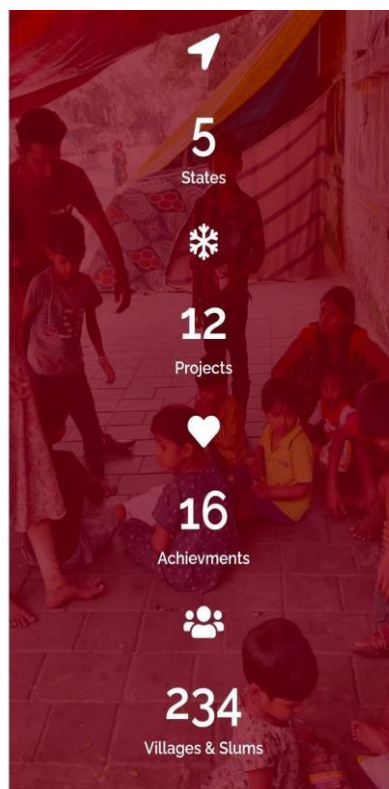 5
States
12
Projects
16
Achievments
234
Villages & Slums